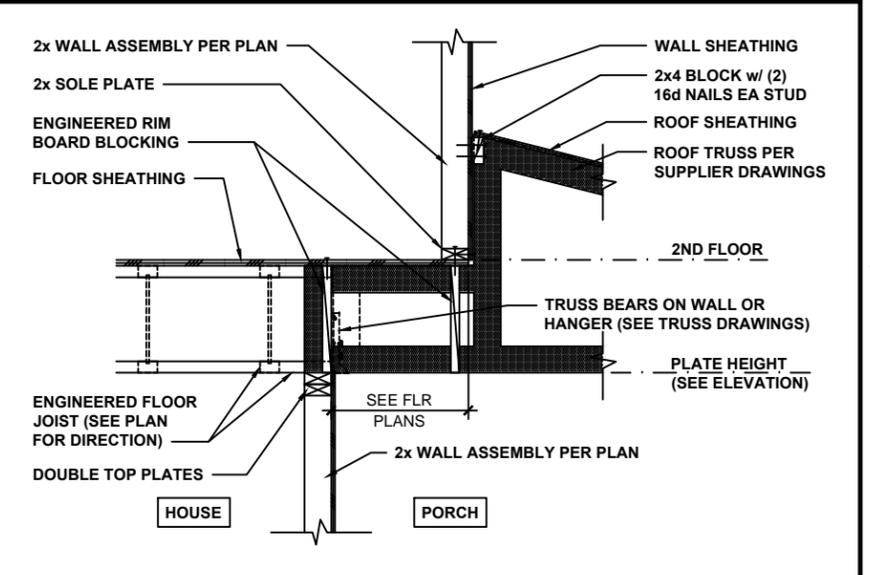 2x WALL ASSEMBLY PER PLAN
2x SOLE PLATE
ENGINEERED RIM
BOARD BLOCKING
FLOOR SHEATHING
WALL SHEATHING
2x4 BLOCK w/ (2)
16d NAILS EA STUD
ROOF SHEATHING
ROOF TRUSS PER
SUPPLIER DRAWINGS
2ND FLOOR
TRUSS BEARS ON WALL OR
HANGER (SEE TRUSS DRAWINGS)
PLATE HEIGHT
(SEE ELEVATION)
ENGINEERED FLOOR
JOIST (SEE PLAN
FOR DIRECTION)
DOUBLE TOP PLATES
SEE FLR
PLANS
2x WALL ASSEMBLY PER PLAN
HOUSE
PORCH